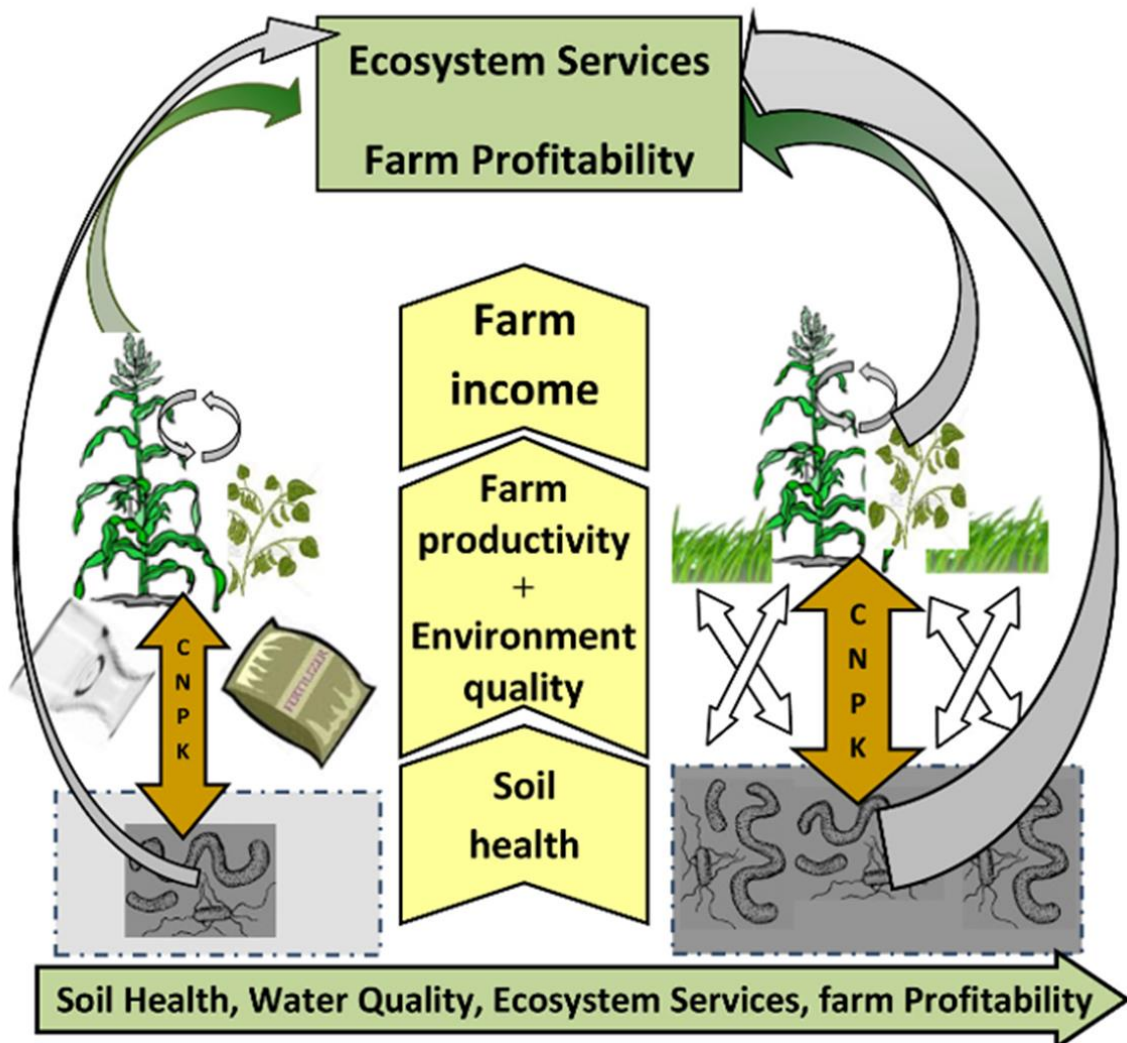 Ecosystem Services
Farm Profitability
Farm
income
Farm
productivity
+
Environment
quality
Soil
health
C
N
P
K
FERTILIZER
C
N
P
K
Soil Health, Water Quality, Ecosystem Services, farm Profitability